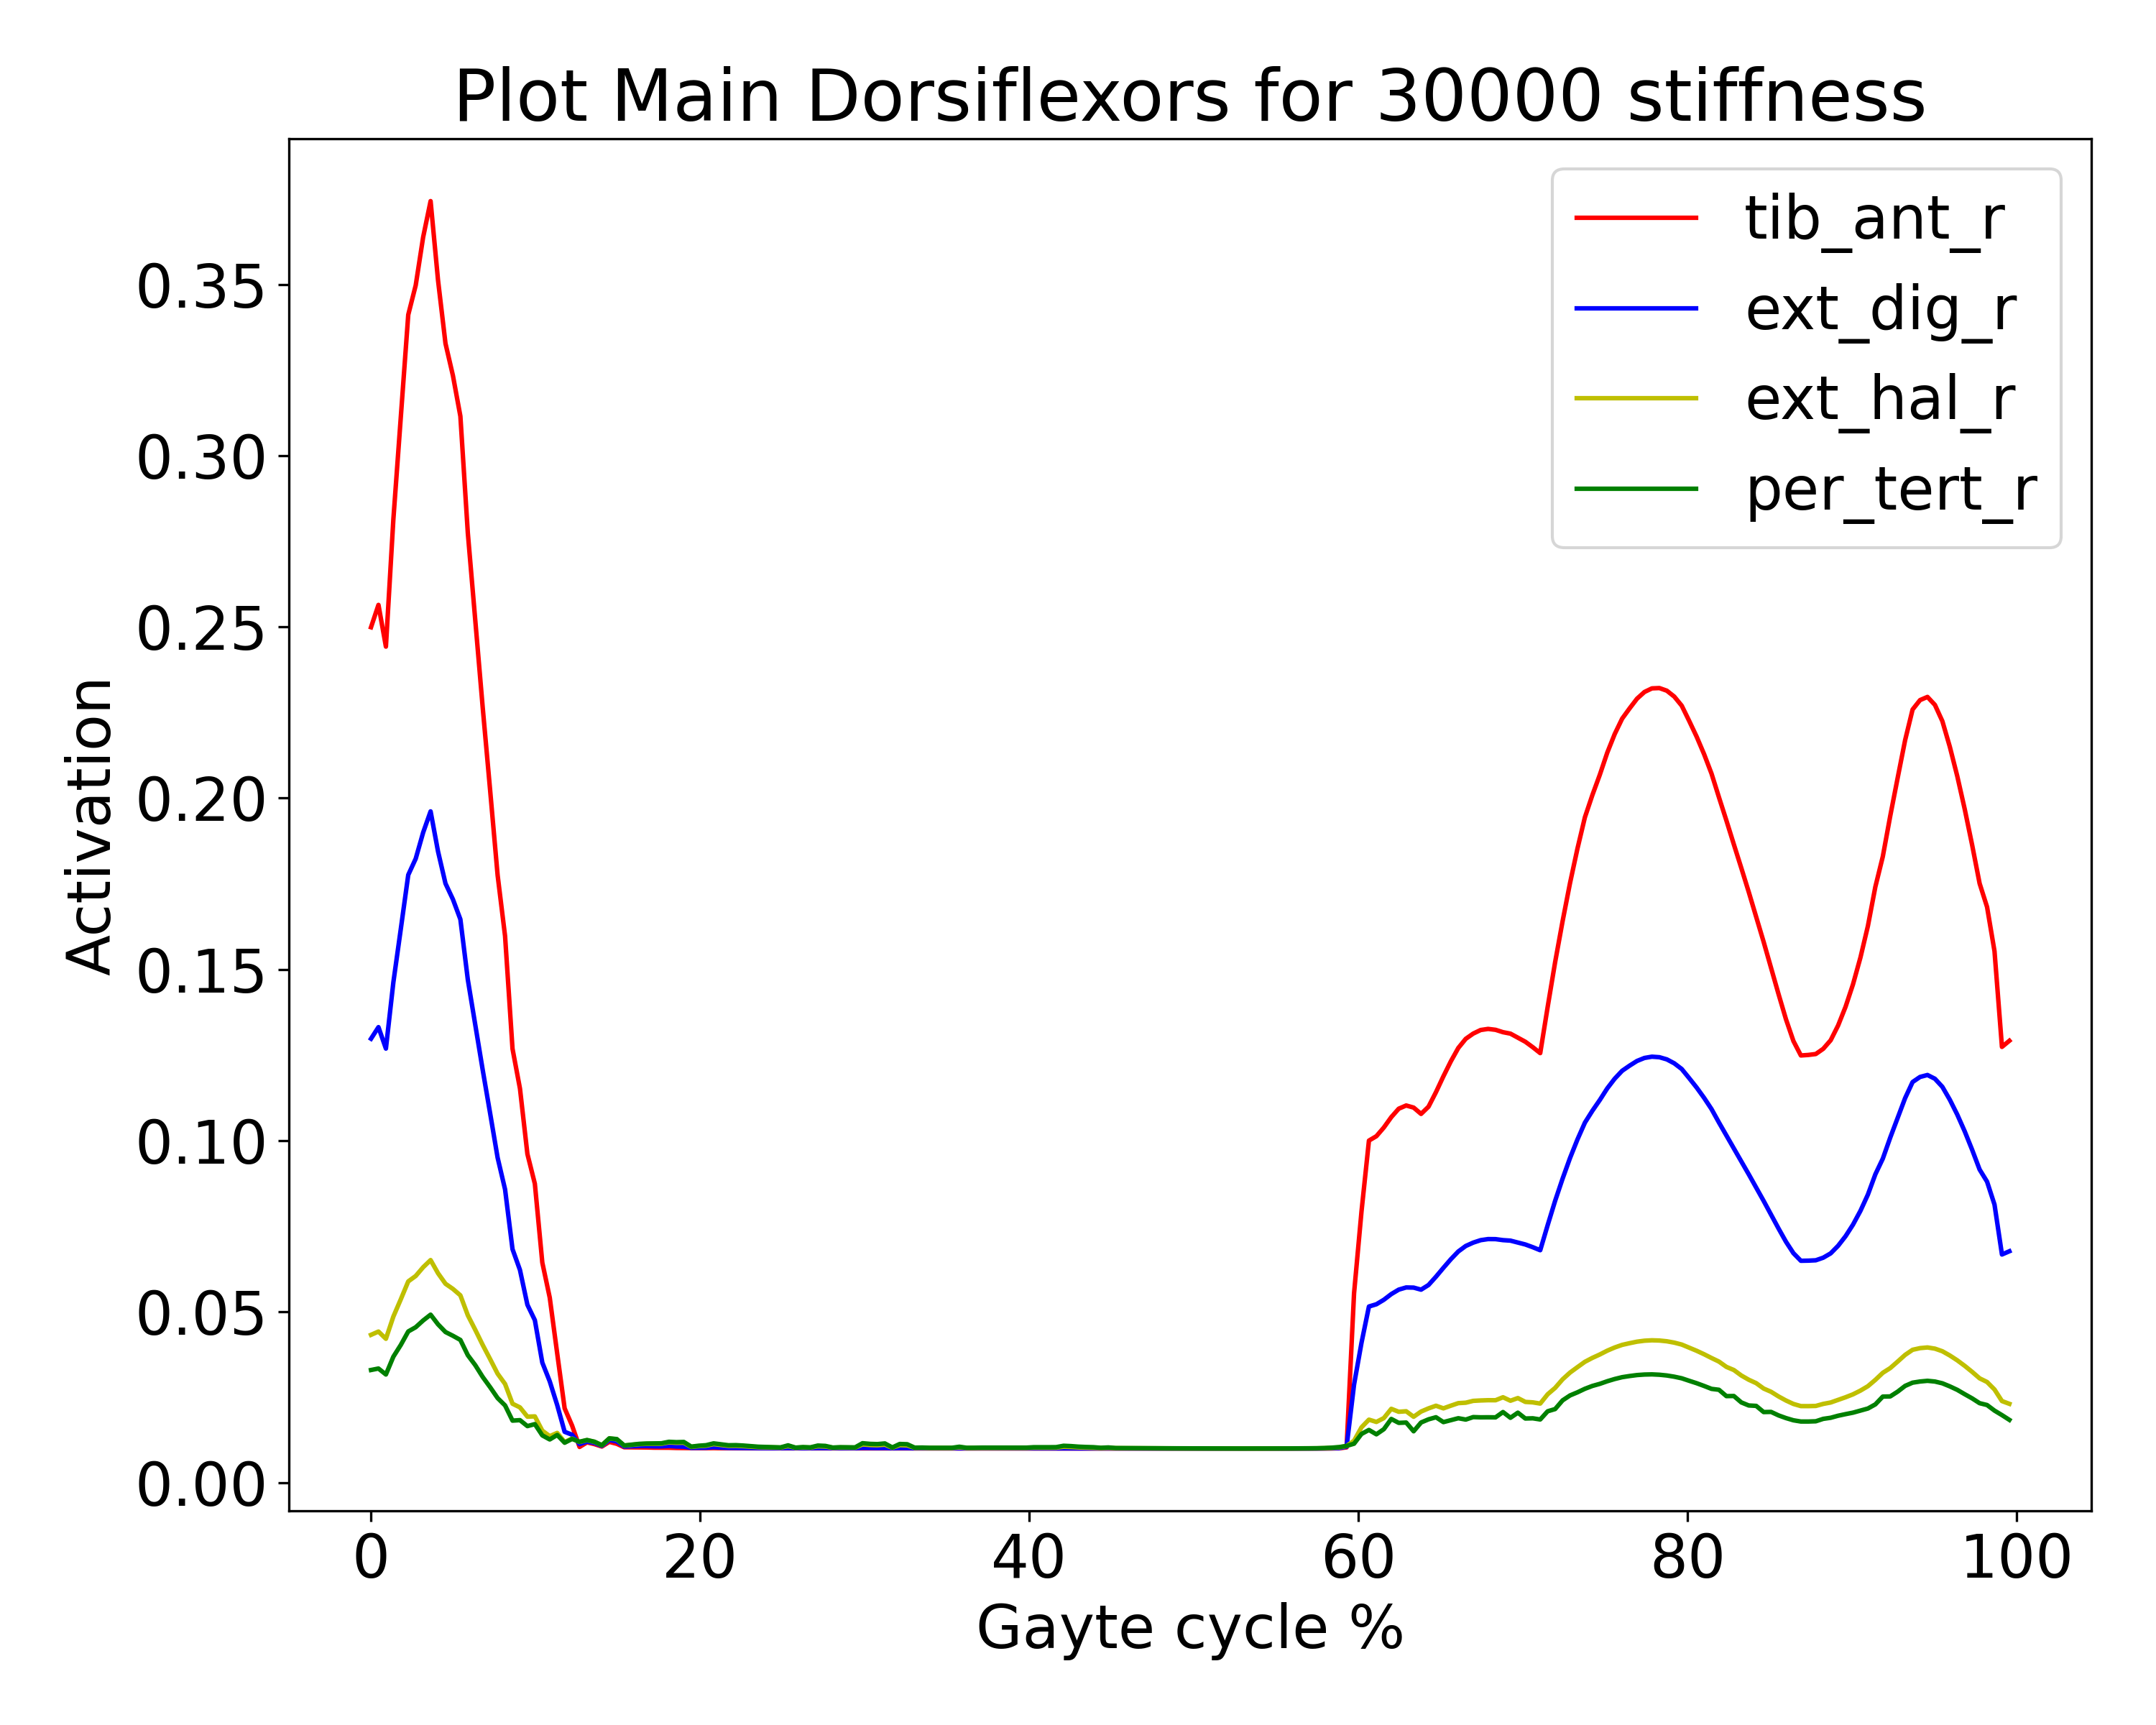 Plot Main Dorsiflexors for 30000 stiffness
tib_ant_r
ext_dig_r
ext_hal_r
per_tert_r
Activation
0.35
0.30
0.25
0.20
0.15
0.10
0.05
0.00
0 20 40 60 80 100
Gayte cycle %